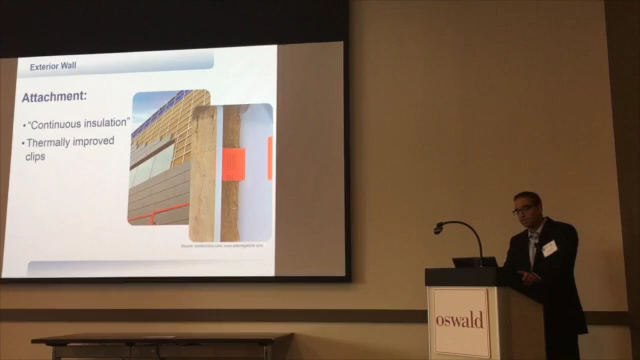 Exterior Wall
Attachment:
• "Continuous insulation"
• Thermally improved
clips
oswald